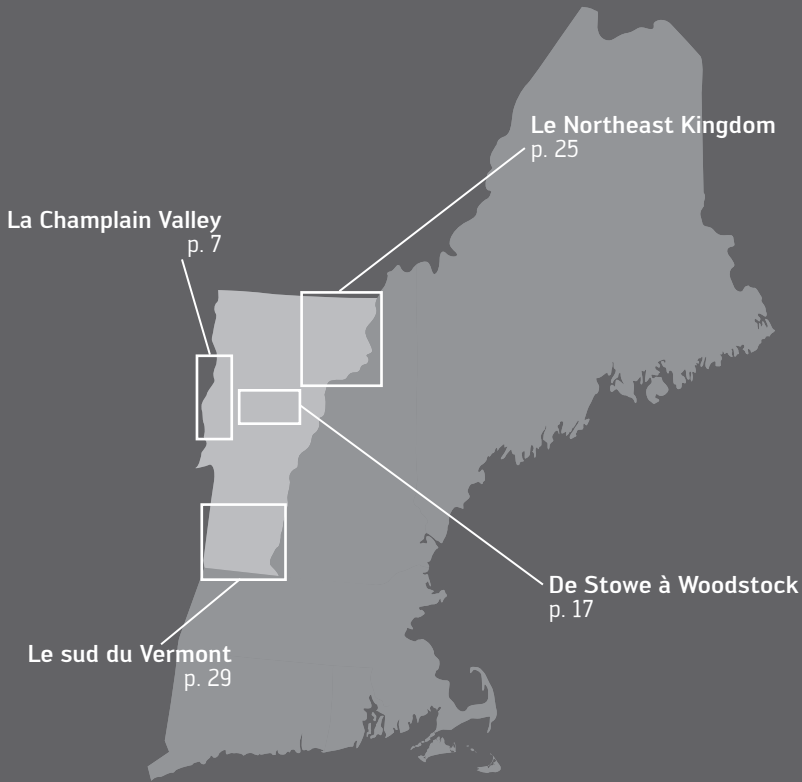 Le Northeast Kingdom
p. 25
La Champlain Valley
p. 7
De Stowe à Woodstock
p. 17
Le sud du Vermont
p. 29